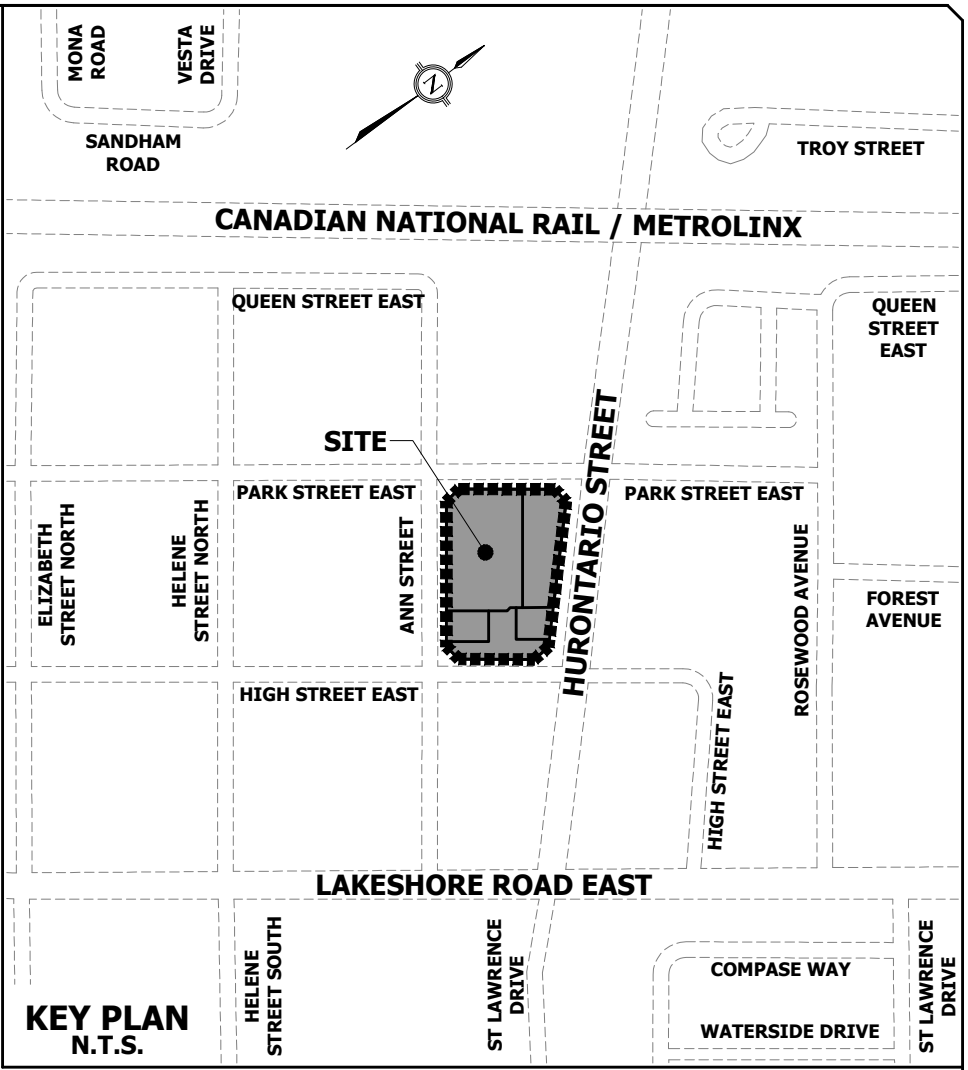 MONA
ROAD
VESTA
DRIVE
N
SANDHAM
ROAD
TROY STREET
CANADIAN NATIONAL RAIL / METROLINX
QUEEN STREET EAST
QUEEN
STREET
EAST
SITE
HURONTARIO STREET
PARK STREET EAST
PARK STREET EAST
ELIZABETH
STREET NORTH
HELENE
STREET NORTH
ANN STREET
ROSEWOOD AVENUE
FOREST
AVENUE
HIGH STREET EAST
HIGH STREET EAST
LAKESHORE ROAD EAST
HELENE
STREET SOUTH
ST LAWRENCE
DRIVE
COMPASE WAY
WATERSIDE DRIVE
ST LAWRENCE
DRIVE
KEY PLAN
N.T.S.